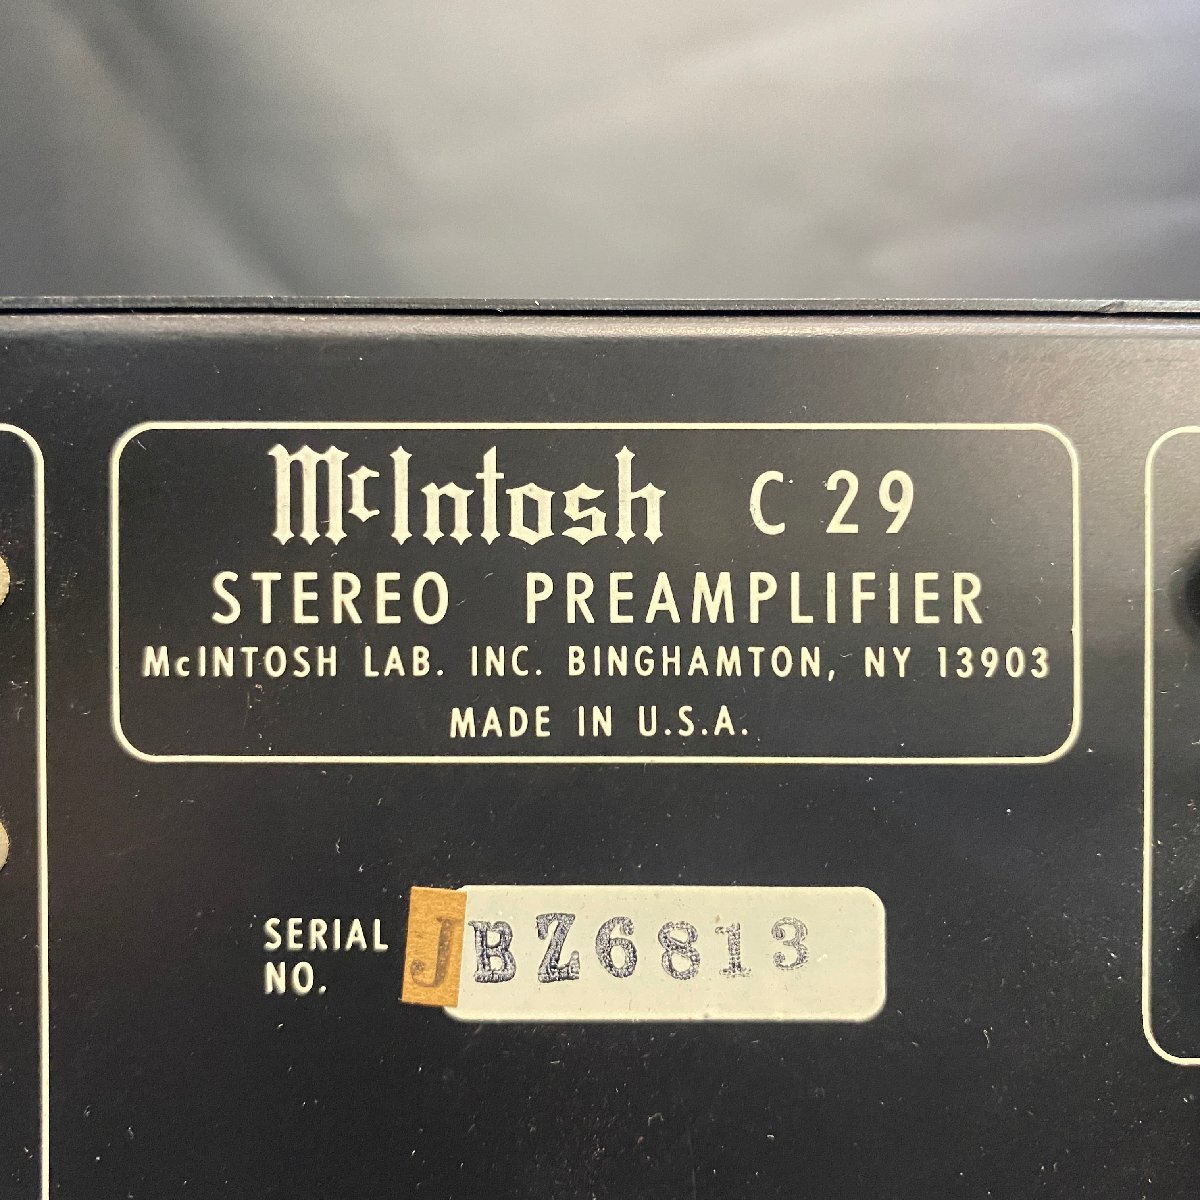 McIntosh C 29
STEREO PREAMPLIFIER
McINTOSH LAB. INC. BINGHAMTON, NY 13903
MADE IN U.S.A.
SERIAL NO. JBZ6813